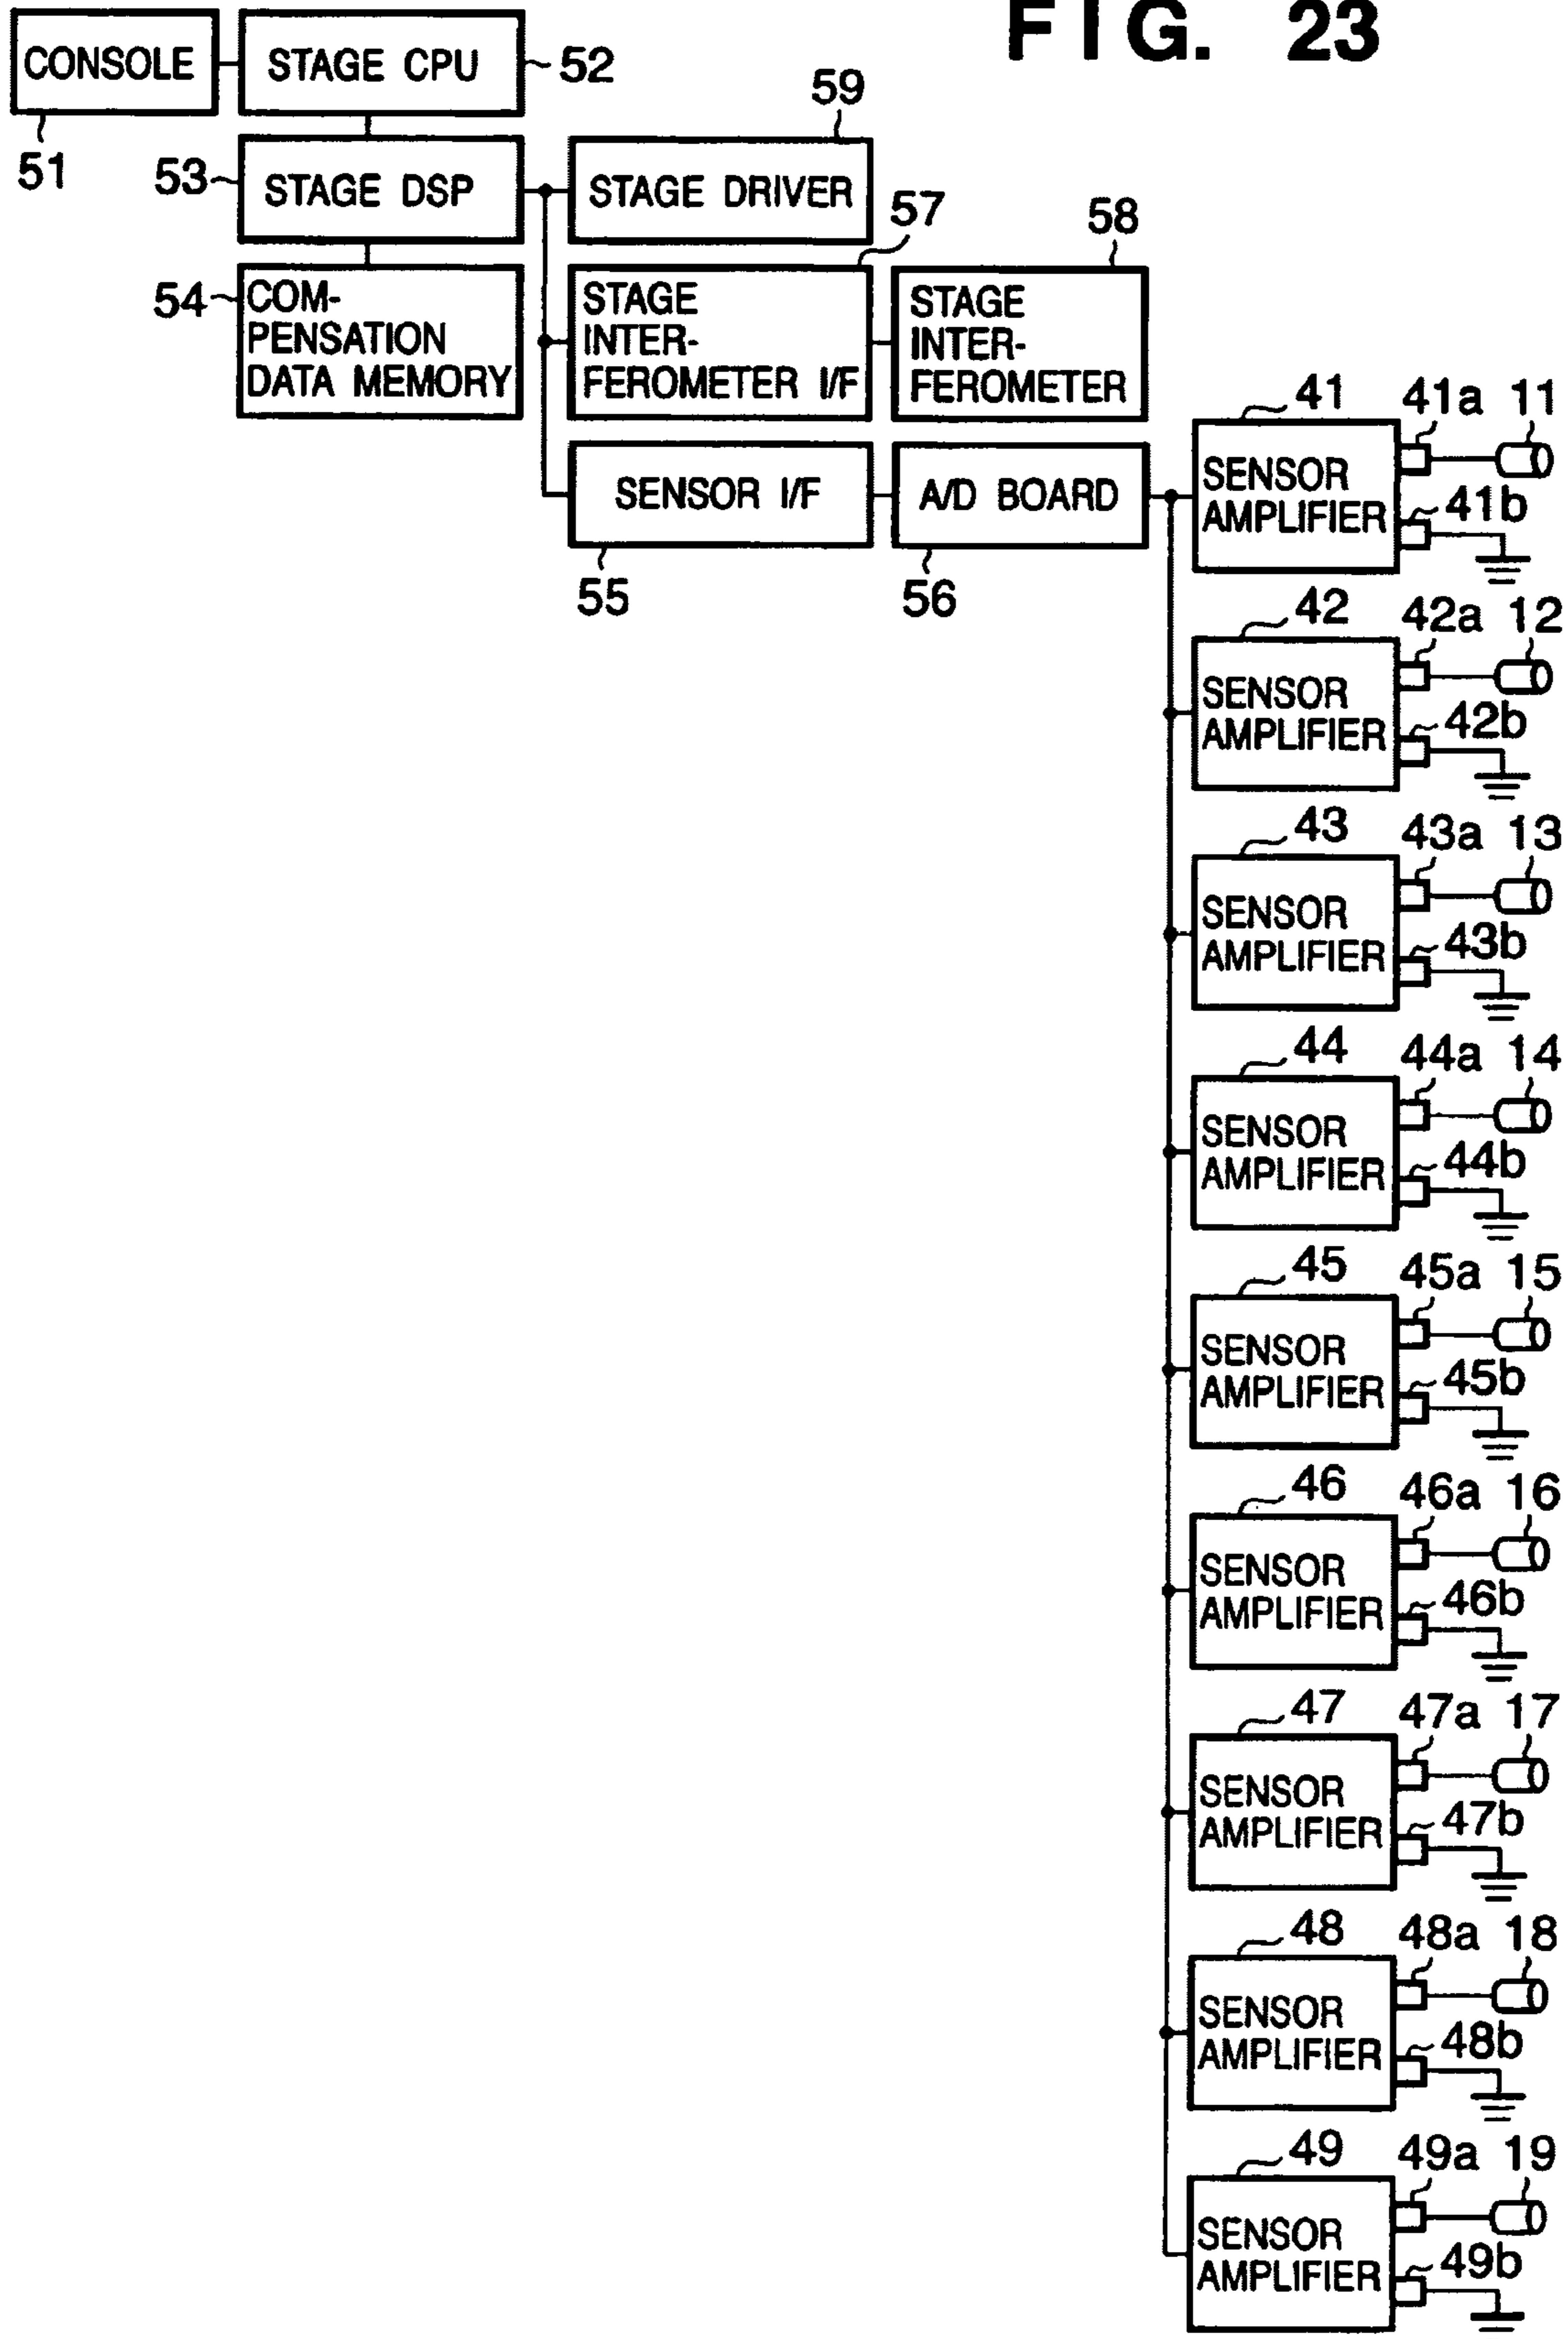 FIG. 23
CONSOLE
51
STAGE CPU
52
53
STAGE DSP
59
STAGE DRIVER
54
COM-
PENSATION
DATA MEMORY
57
STAGE
INTER-
FEROMETER I/F
58
STAGE
INTER-
FEROMETER
SENSOR I/F
55
A/D BOARD
56
41
41a
11
SENSOR
AMPLIFIER
41b
42
42a
12
SENSOR
AMPLIFIER
42b
43
43a
13
SENSOR
AMPLIFIER
43b
44
44a
14
SENSOR
AMPLIFIER
44b
45
45a
15
SENSOR
AMPLIFIER
45b
46
46a
16
SENSOR
AMPLIFIER
46b
47
47a
17
SENSOR
AMPLIFIER
47b
48
48a
18
SENSOR
AMPLIFIER
48b
49
49a
19
SENSOR
AMPLIFIER
49b